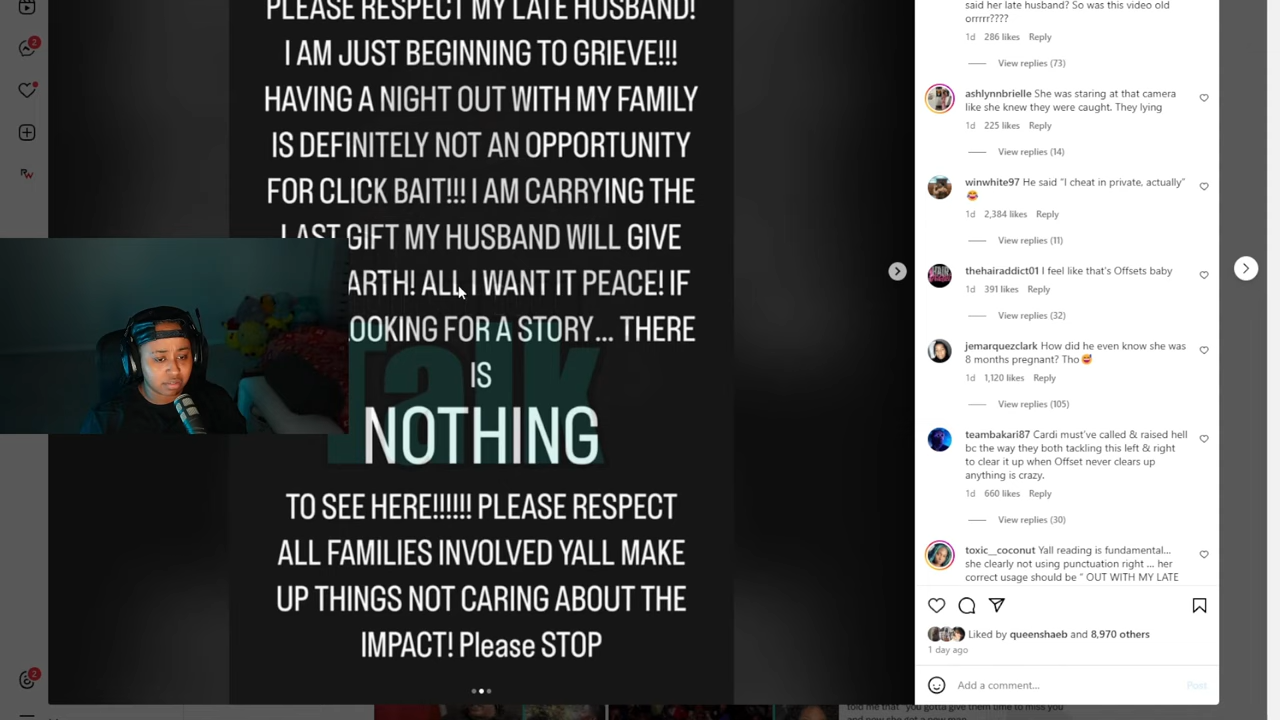 PLEASE RESPECT MY LATE HUSBAND!
I AM JUST BEGINNING TO GRIEVE!!!
HAVING A NIGHT OUT WITH MY FAMILY
IS DEFINITELY NOT AN OPPORTUNITY
FOR CLICK BAIT!!! I AM CARRYING THE
LAST GIFT MY HUSBAND WILL GIVE
ARTH! ALL I WANT IT PEACE! IF
OOKING FOR A STORY... THERE
IS
NOTHING
TO SEE HERE!!!!!! PLEASE RESPECT
ALL FAMILIES INVOLVED YALL MAKE
UP THINGS NOT CARING ABOUT THE
IMPACT! Please STOP
Talk
2
RW
2
said her late husband? So was this video old
orrrr????
1d 286 likes Reply
View replies (73)
ashlynnbrielle She was staring at that camera
like she knew they were caught. They lying
1d 225 likes Reply
View replies (14)
winwhite97 He said "I cheat in private, actually"
😂
1d 2,384 likes Reply
View replies (11)
thehairaddict01 I feel like that's Offsets baby
1d 391 likes Reply
View replies (32)
jemarquezclark How did he even know she was
8 months pregnant? Tho 😅
1d 1,120 likes Reply
View replies (105)
teambakari87 Cardi must've called & raised hell
bc the way they both tackling this left & right
to clear it up when Offset never clears up
anything is crazy.
1d 660 likes Reply
View replies (30)
toxic__coconut Yall reading is fundamental...
she clearly not using punctuation right ... her
correct usage should be " OUT WITH MY LATE
Liked by queenshaeb and 8,970 others
1 day ago
Add a comment...
Post